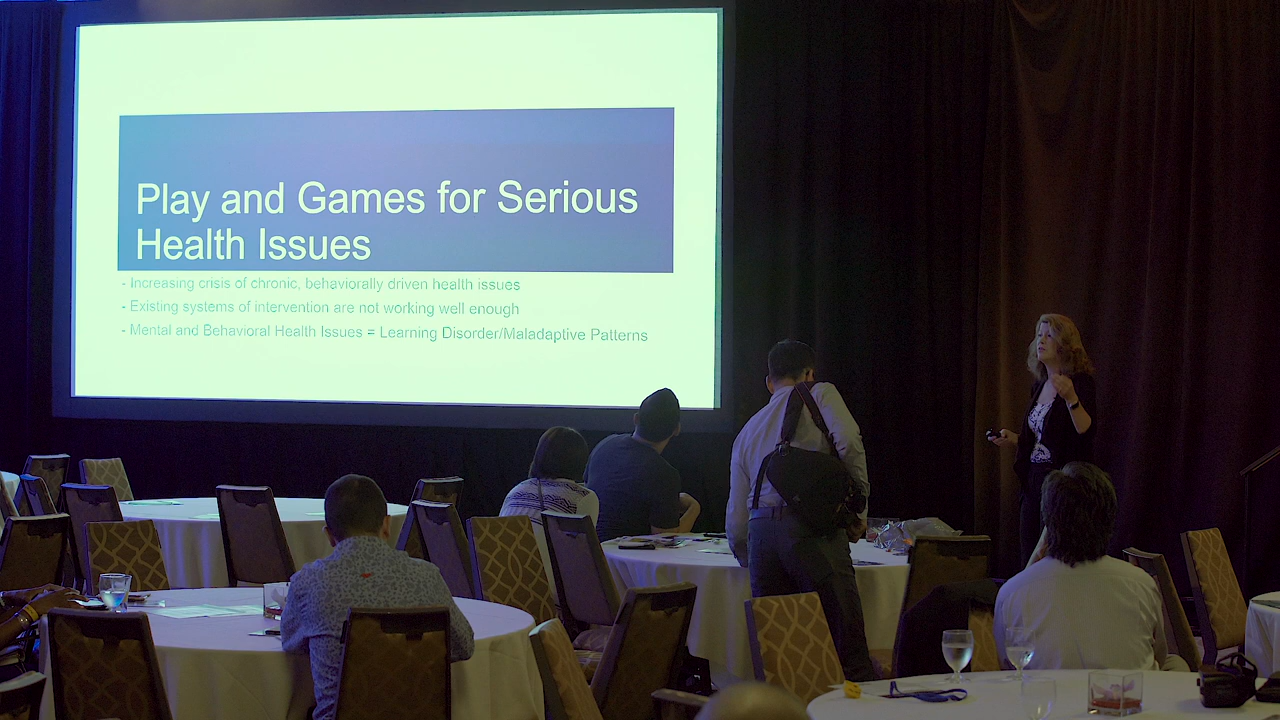 Play and Games for Serious
Health Issues
- Increasing crisis of chronic, behaviorally driven health issues
- Existing systems of intervention are not working well enough
- Mental and Behavioral Health Issues = Learning Disorder/Maladaptive Patterns